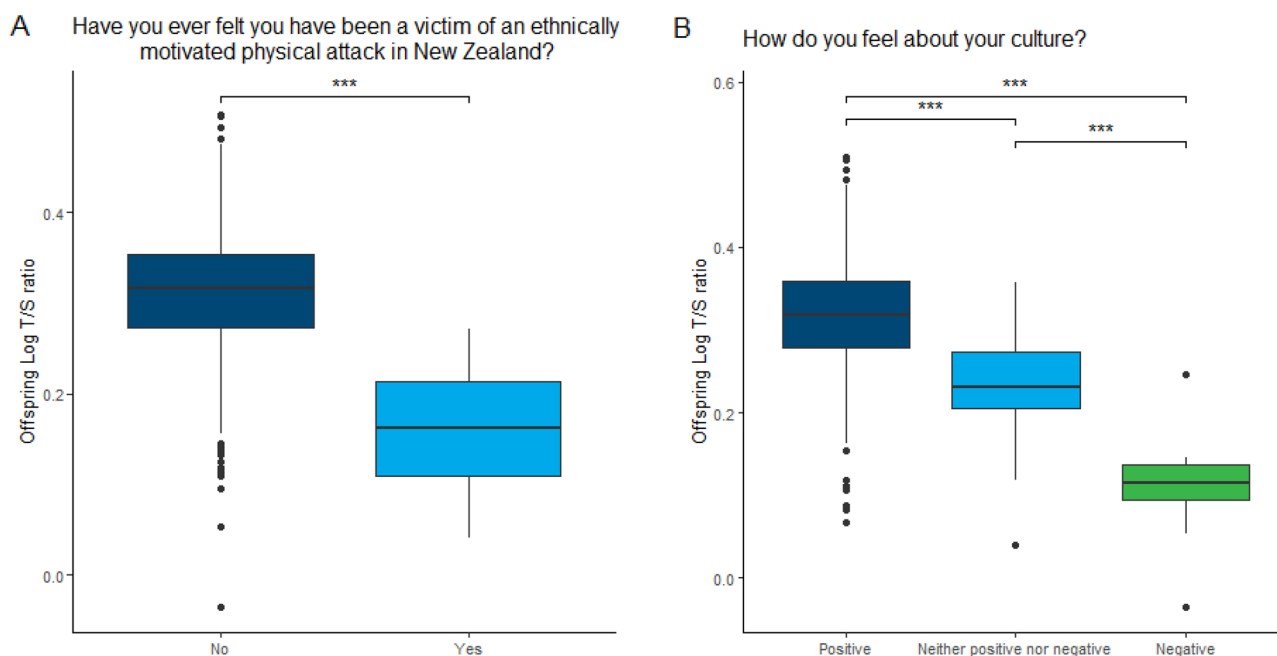 A
Have you ever felt you have been a victim of an ethnically
motivated physical attack in New Zealand?
***
Offspring Log T/S ratio
0.4
0.2
0.0
No
Yes
B
How do you feel about your culture?
***
***
***
Offspring Log T/S ratio
0.6
0.4
0.2
0.0
Positive
Neither positive nor negative
Negative